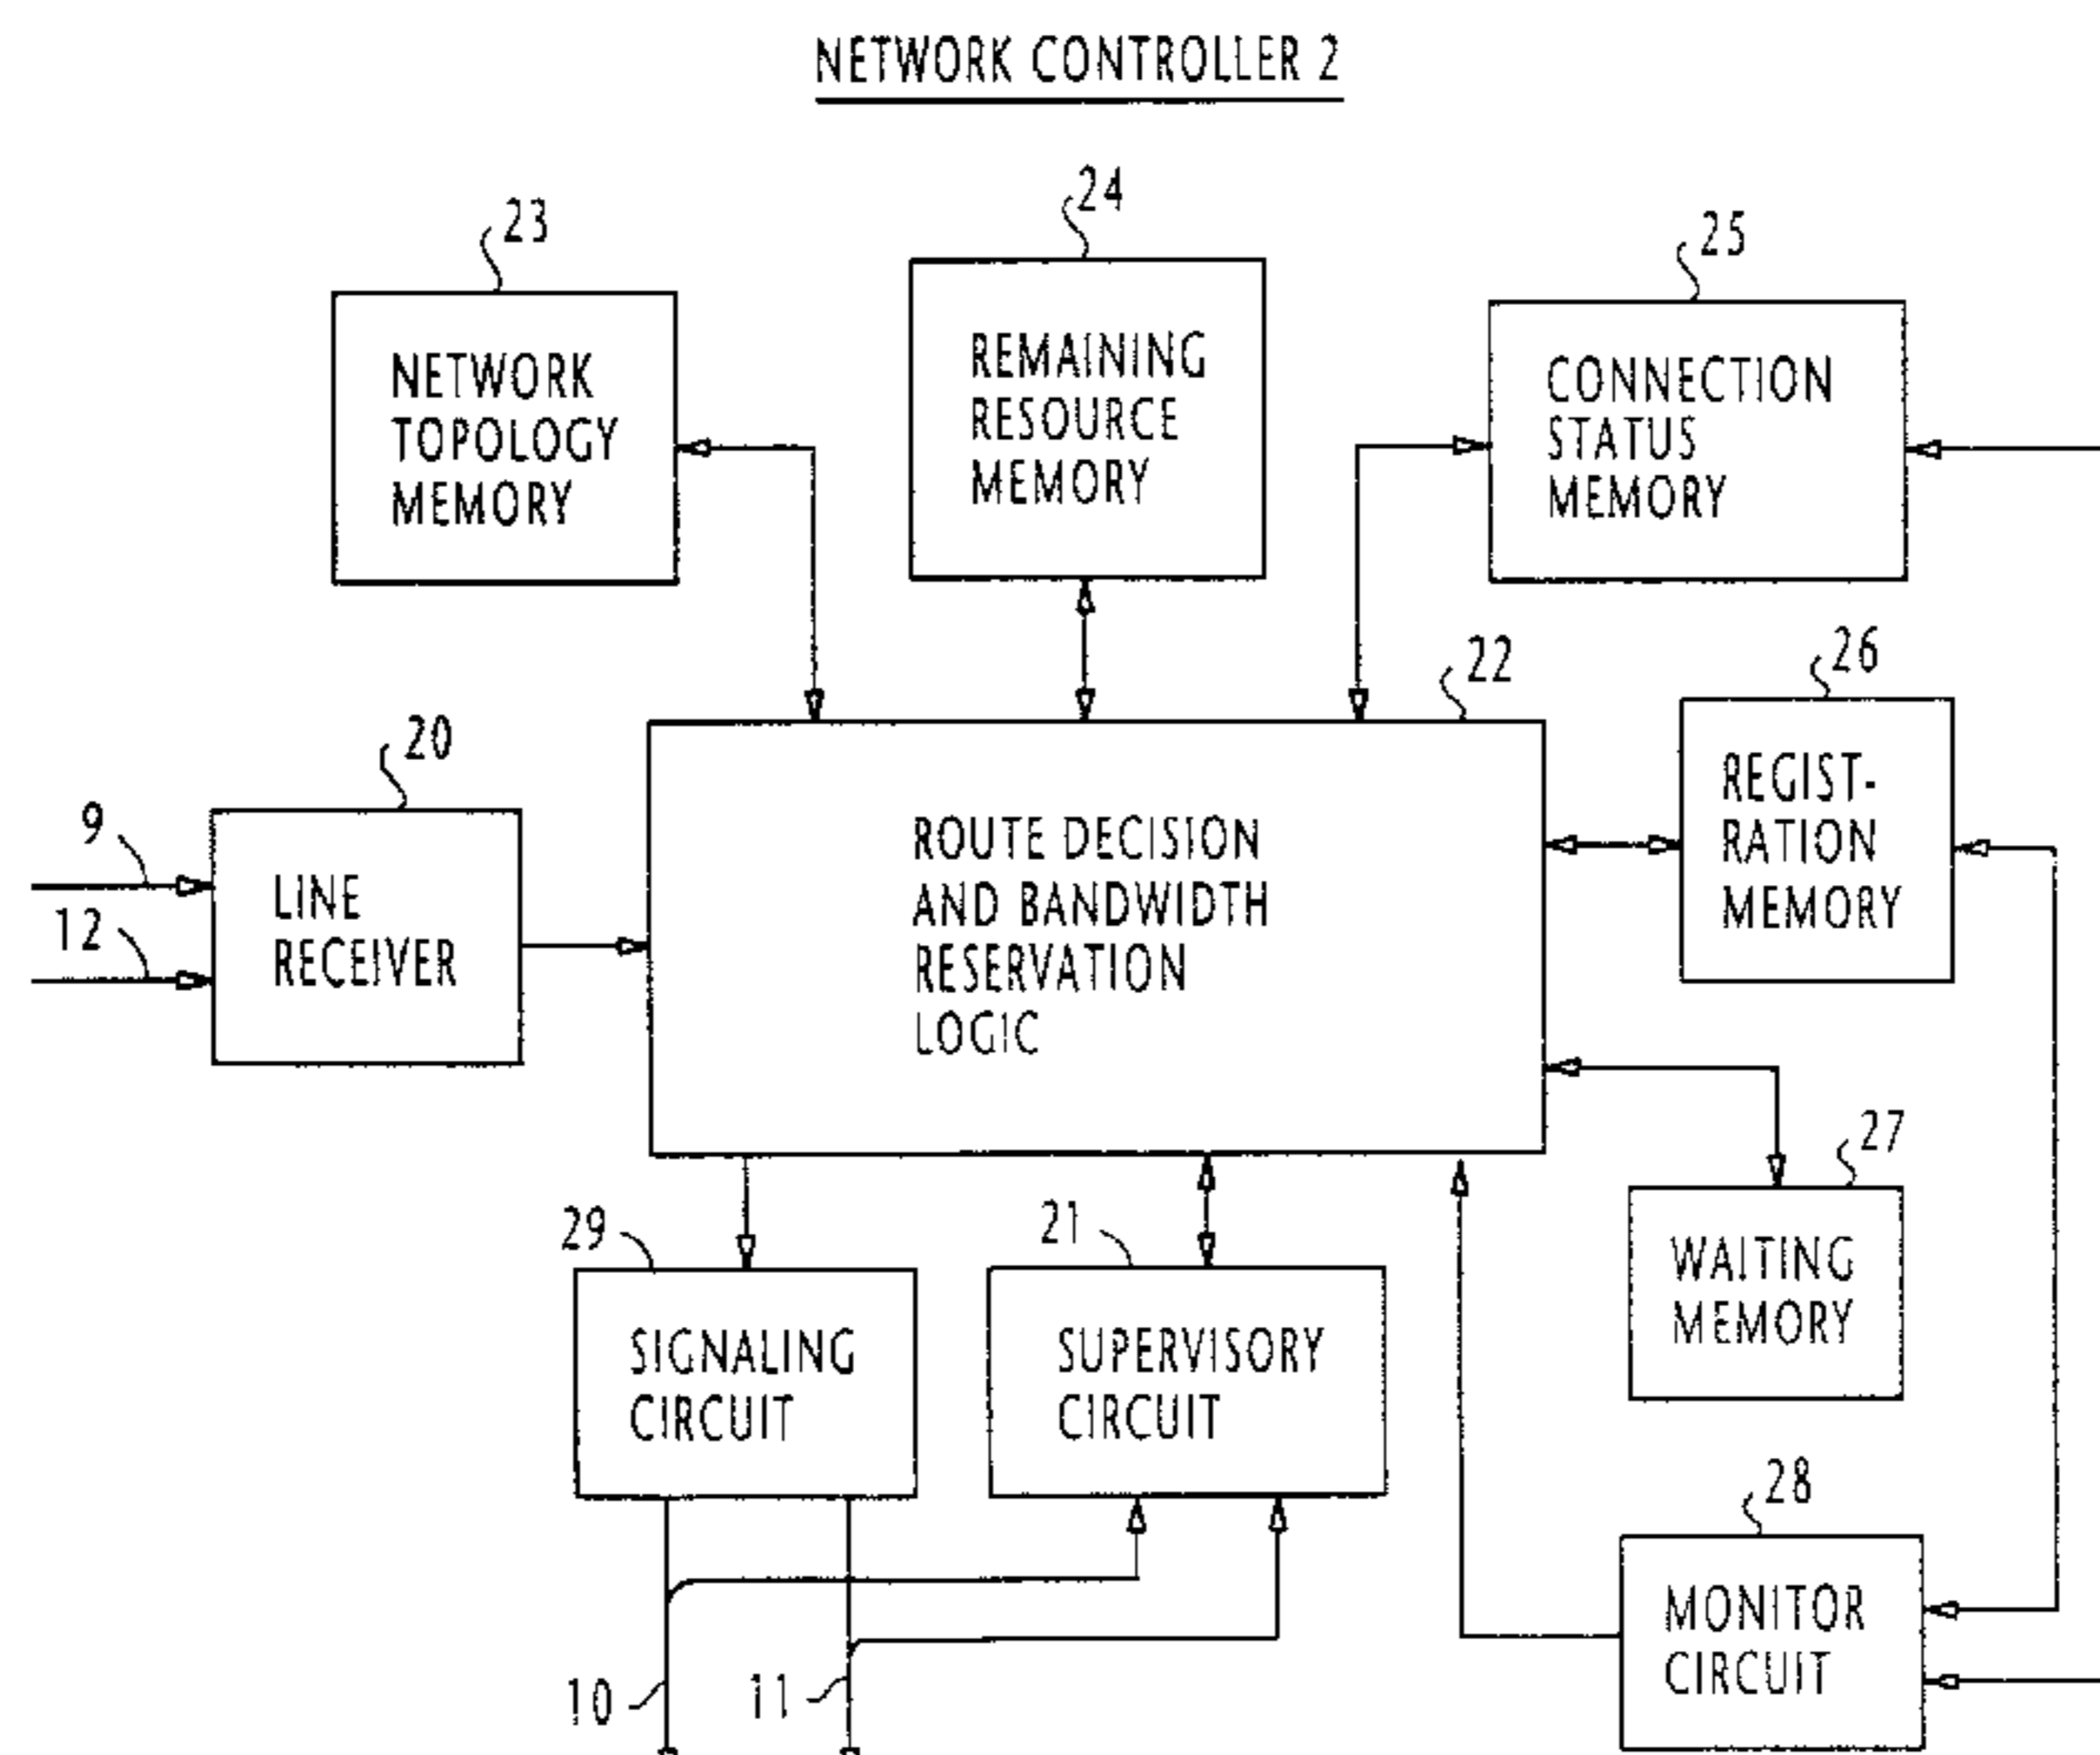 NETWORK CONTROLLER 2
23
24
25
NETWORK
TOPOLOGY
MEMORY
REMAINING
RESOURCE
MEMORY
CONNECTION
STATUS
MEMORY
22
26
20
9
12
LINE
RECEIVER
ROUTE DECISION
AND BANDWIDTH
RESERVATION
LOGIC
REGIST-
RATION
MEMORY
27
29
21
WAITING
MEMORY
SIGNALING
CIRCUIT
SUPERVISORY
CIRCUIT
28
MONITOR
CIRCUIT
10
11